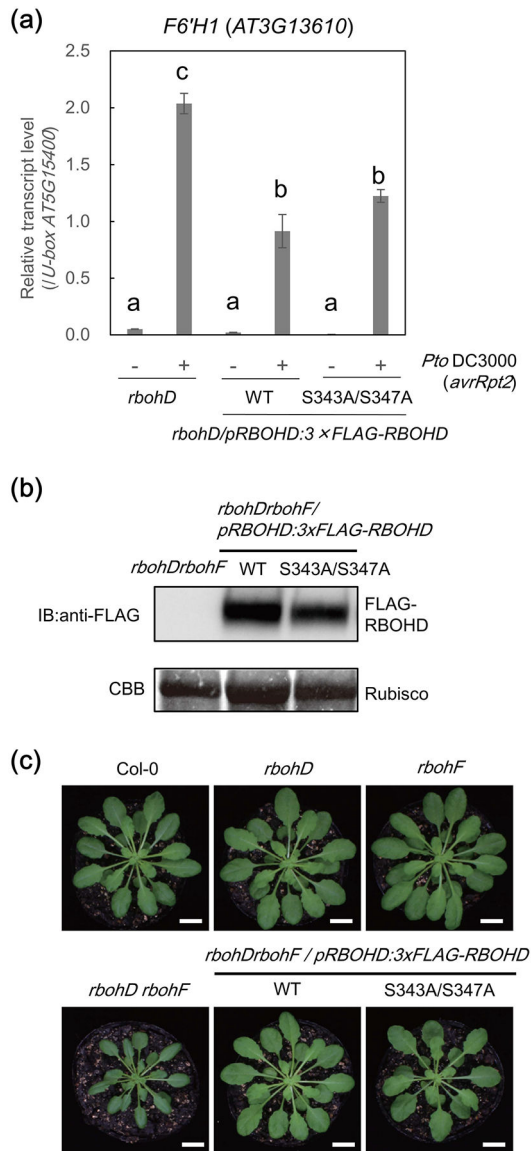 (a)
F6'H1 (AT3G13610)
Relative transcript level
(/U-box AT5G15400)
2.5
2.0
1.5
1.0
0.5
0.0
a
c
a
b
a
b
- + - + - +
Pto DC3000
(avrRpt2)
rbohD WT S343A/S347A
rbohD/pRBOHD:3×FLAG-RBOHD
(b)
rbohDrbohF/
pRBOHD:3xFLAG-RBOHD
rbohDrbohF WT S343A/S347A
IB:anti-FLAG
FLAG-
RBOHD
CBB
Rubisco
(c)
Col-0 rbohD rbohF
rbohDrbohF / pRBOHD:3xFLAG-RBOHD
rbohD rbohF WT S343A/S347A